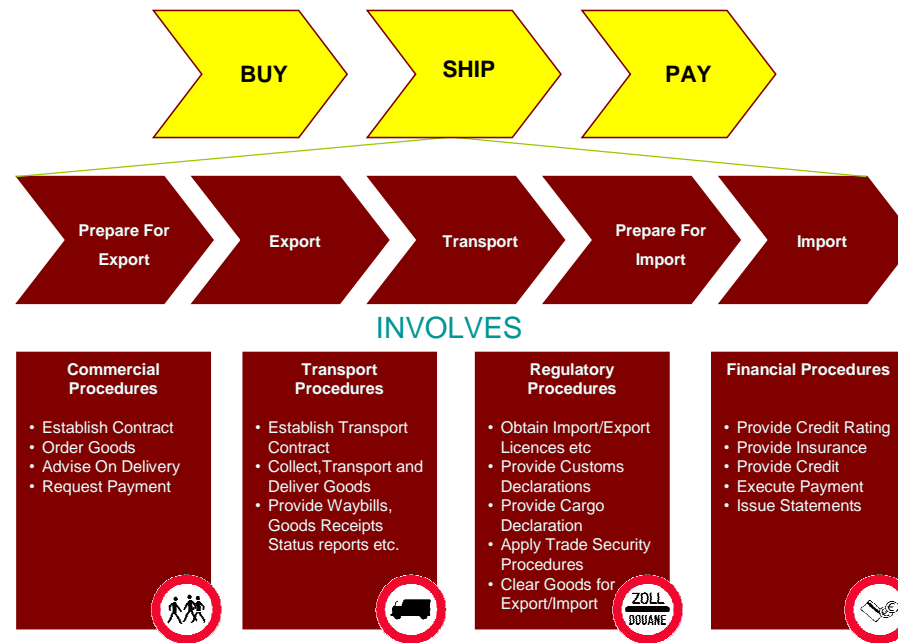 BUY
SHIP
PAY
Prepare For
Export
Export
Transport
Prepare For
Import
Import
INVOLVES
Commercial
Procedures
• Establish Contract
• Order Goods
• Advise On Delivery
• Request Payment
Transport
Procedures
• Establish Transport
Contract
• Collect,Transport and
Deliver Goods
• Provide Waybills,
Goods Receipts
Status reports etc.
Regulatory
Procedures
• Obtain Import/Export
Licences etc
• Provide Customs
Declarations
• Provide Cargo
Declaration
• Apply Trade Security
Procedures
• Clear Goods for
Export/Import
ZOLL
DOUANE
Financial Procedures
• Provide Credit Rating
• Provide Insurance
• Provide Credit
• Execute Payment
• Issue Statements